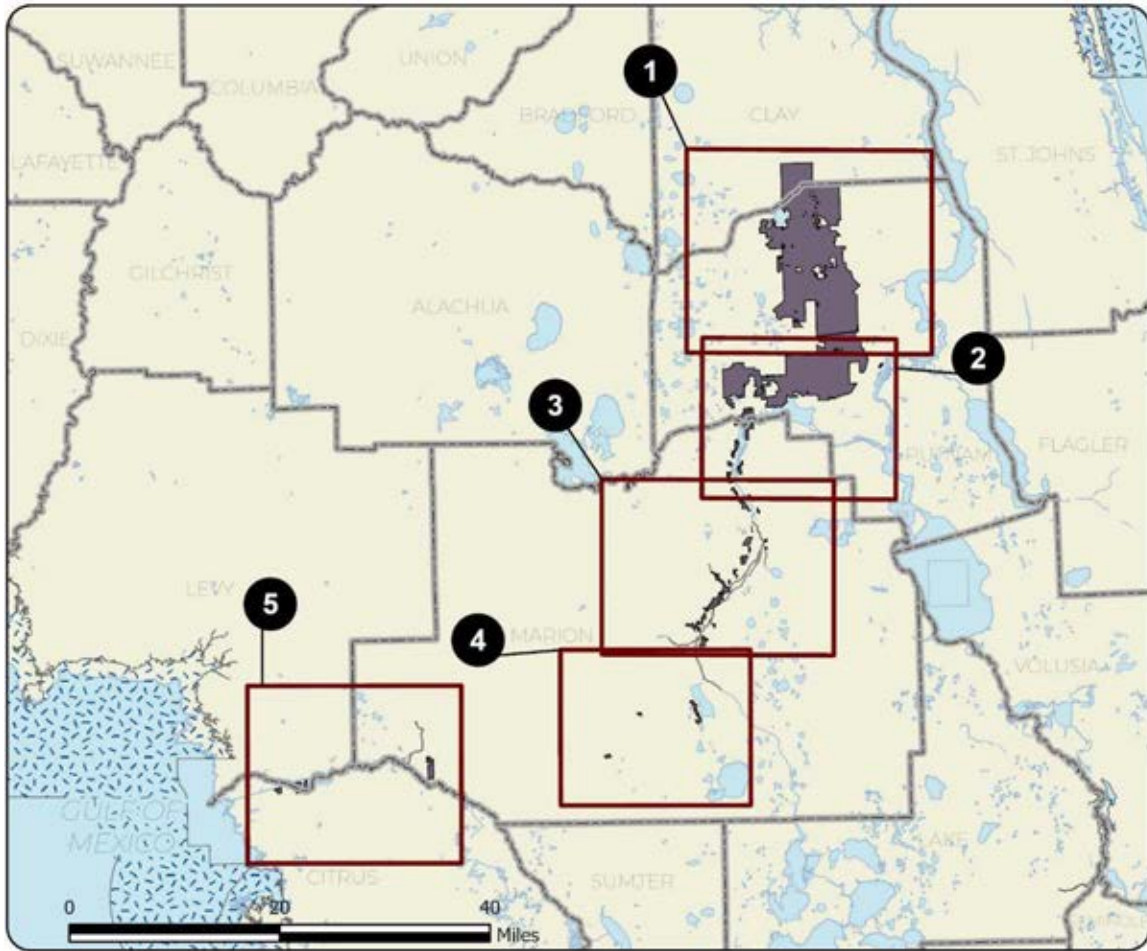 SUWANNEE
UNION
COLUMBIA
1
BRADFORD
CLAY
LAFAYETTE
ST. JOHNS
GILCHRIST
ALACHUA
DIXIE
2
3
PUTNAM
FLAGLER
LEVY
5
4
MARION
VOLUSIA
GULF OF
MEXICO
LAKE
CITRUS
SUMTER
0
20
40
Miles